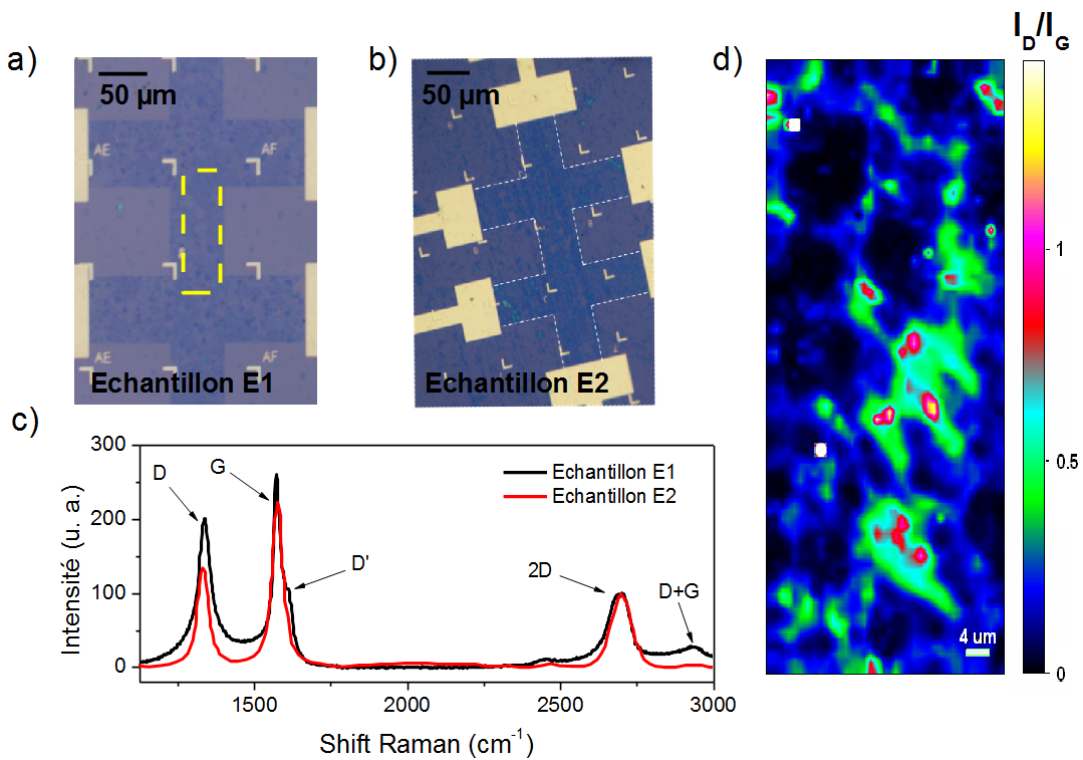 a)
50 µm
AE
AF
AE
AF
Echantillon E1
b)
50 µm
Echantillon E2
c)
Intensité (u. a.)
300
200
100
0
D
G
D'
2D
D+G
Echantillon E1
Echantillon E2
1500
2000
2500
3000
Shift Raman (cm⁻¹)
d)
I_D/I_G
1
0.5
0
4 um